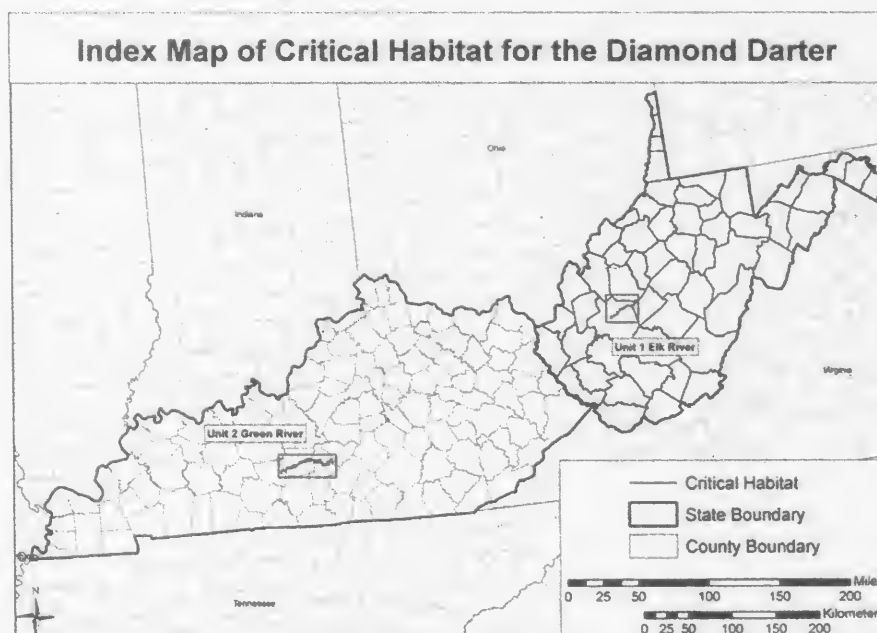 Index Map of Critical Habitat for the Diamond Darter
Ohio
Indiana
Unit 1 Elk River
Virginia
Unit 2 Green River
Critical Habitat
State Boundary
County Boundary
Mile
0 25 50 100 150 200
Kilometer
0 25 50 100 150 200
N
Tennessee